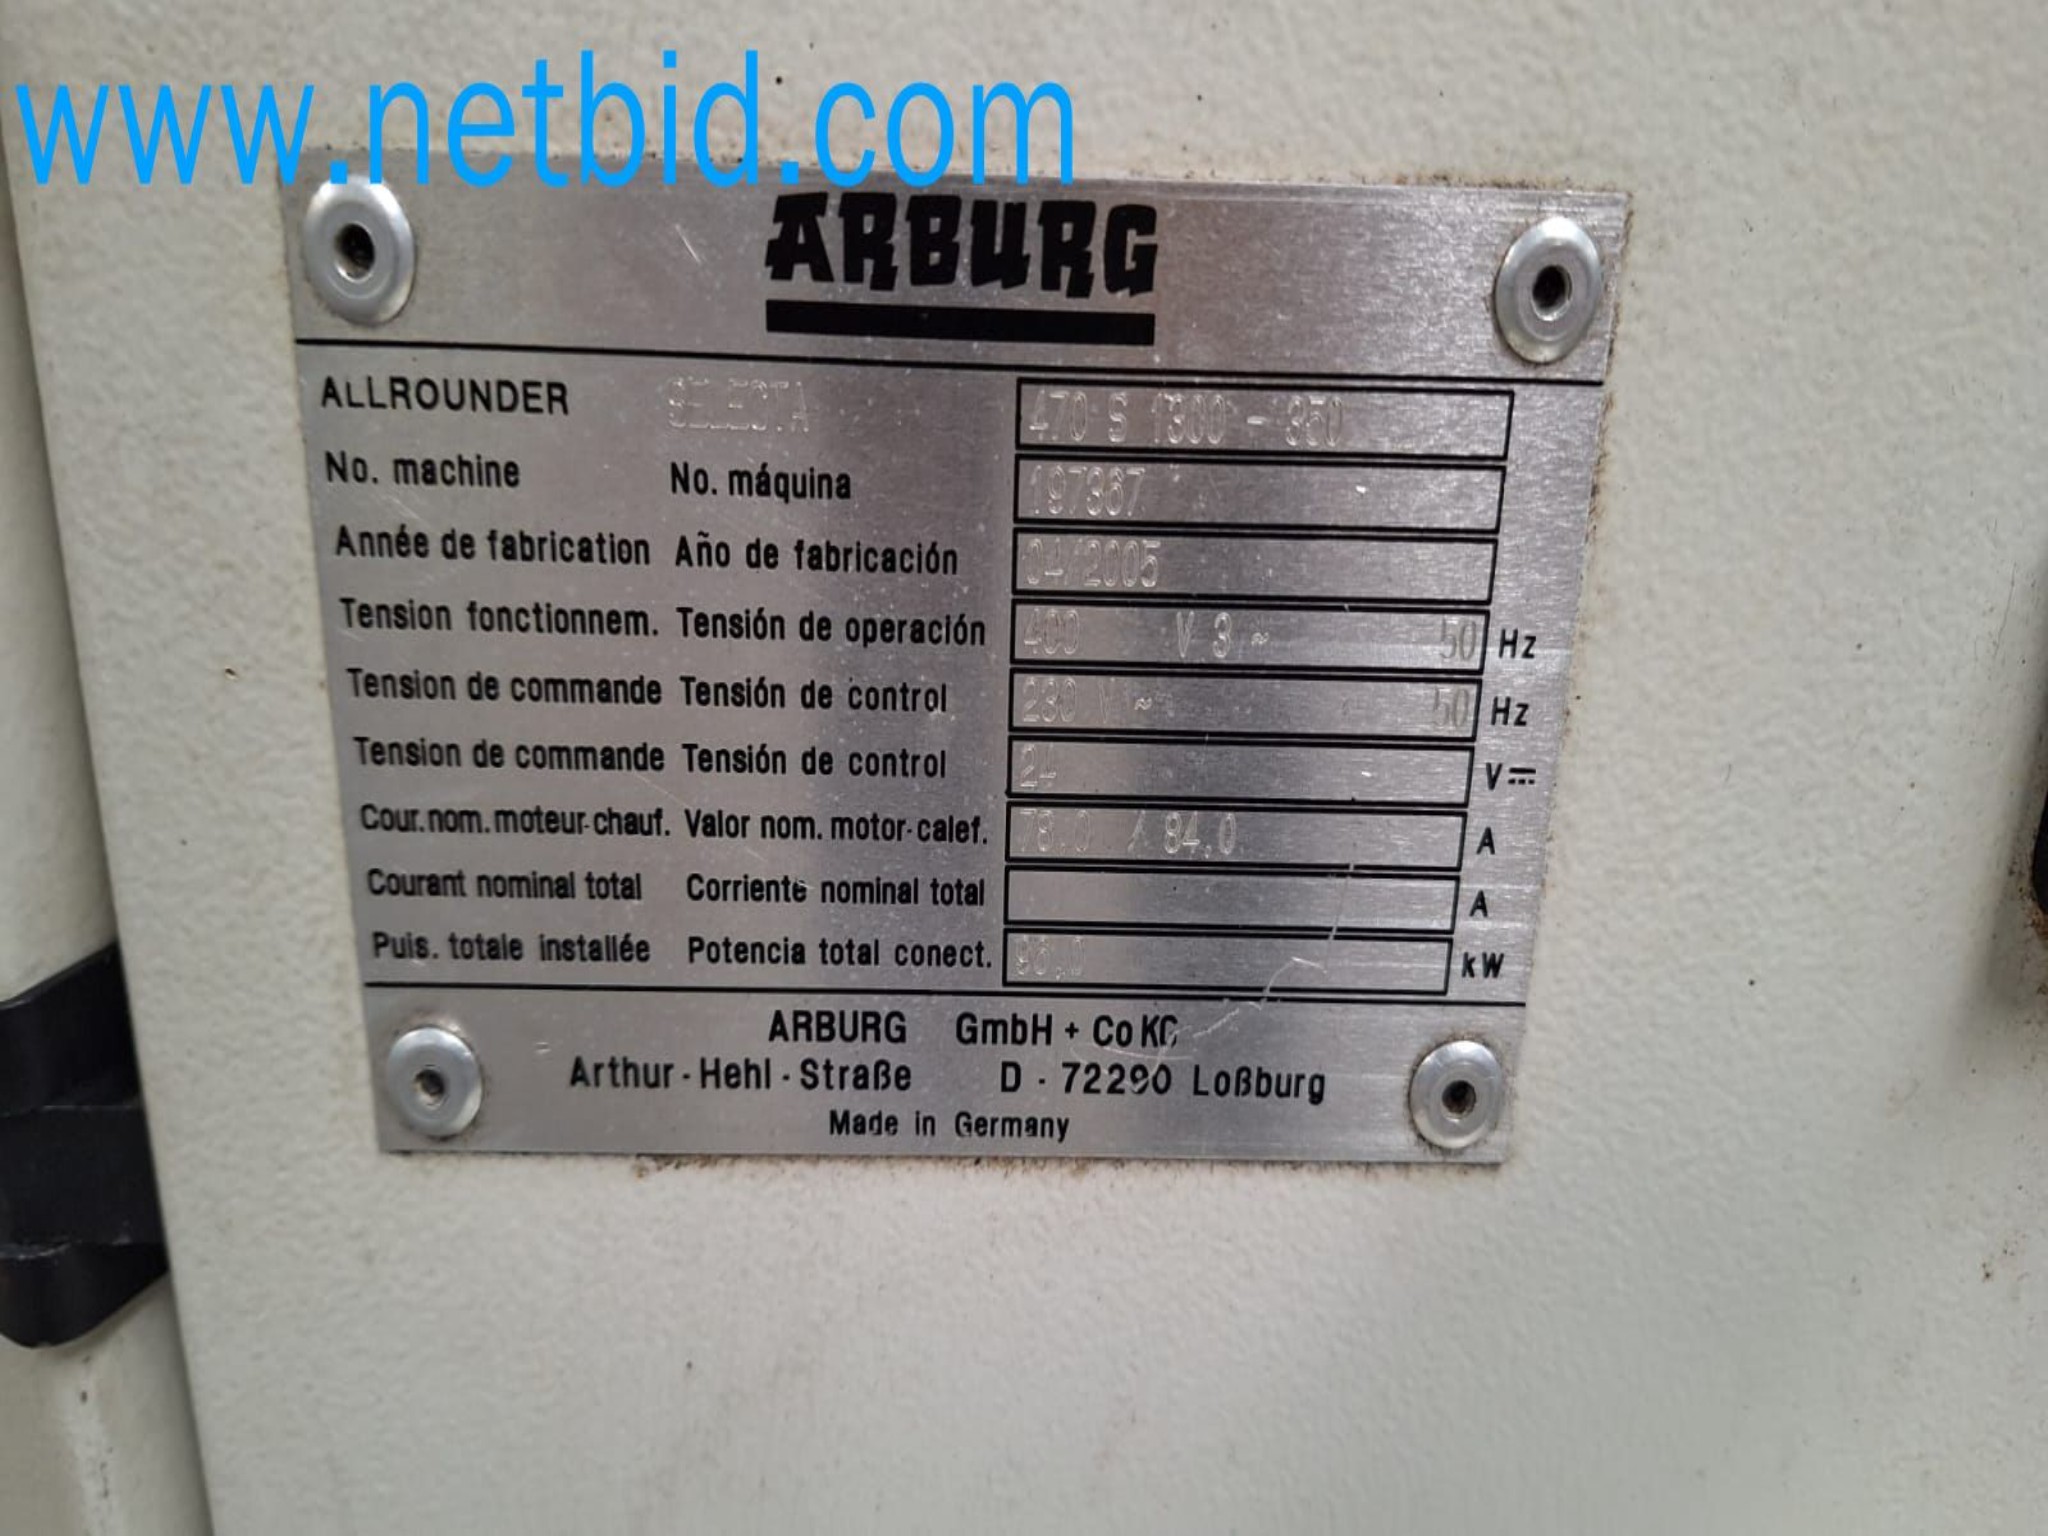 www.netbid.com
ARBURG
ALLROUNDER SELECTA 470 S 1300 - 350
No. machine No. máquina 197367
Année de fabrication Año de fabricación 04/2005
Tension fonctionnem. Tensión de operación 400 V 3 ~ 50 Hz
Tension de commande Tensión de control 230 V ~ 50 Hz
Tension de commande Tensión de control 24 V⎓
Cour.nom.moteur-chauf. Valor nom. motor-calef. / 84,0 A
Courant nominal total Corriente nominal total A
Puis. totale installée Potencia total conect. kW
ARBURG GmbH + Co KG
Arthur - Hehl - Straße D - 72290 Loßburg
Made in Germany